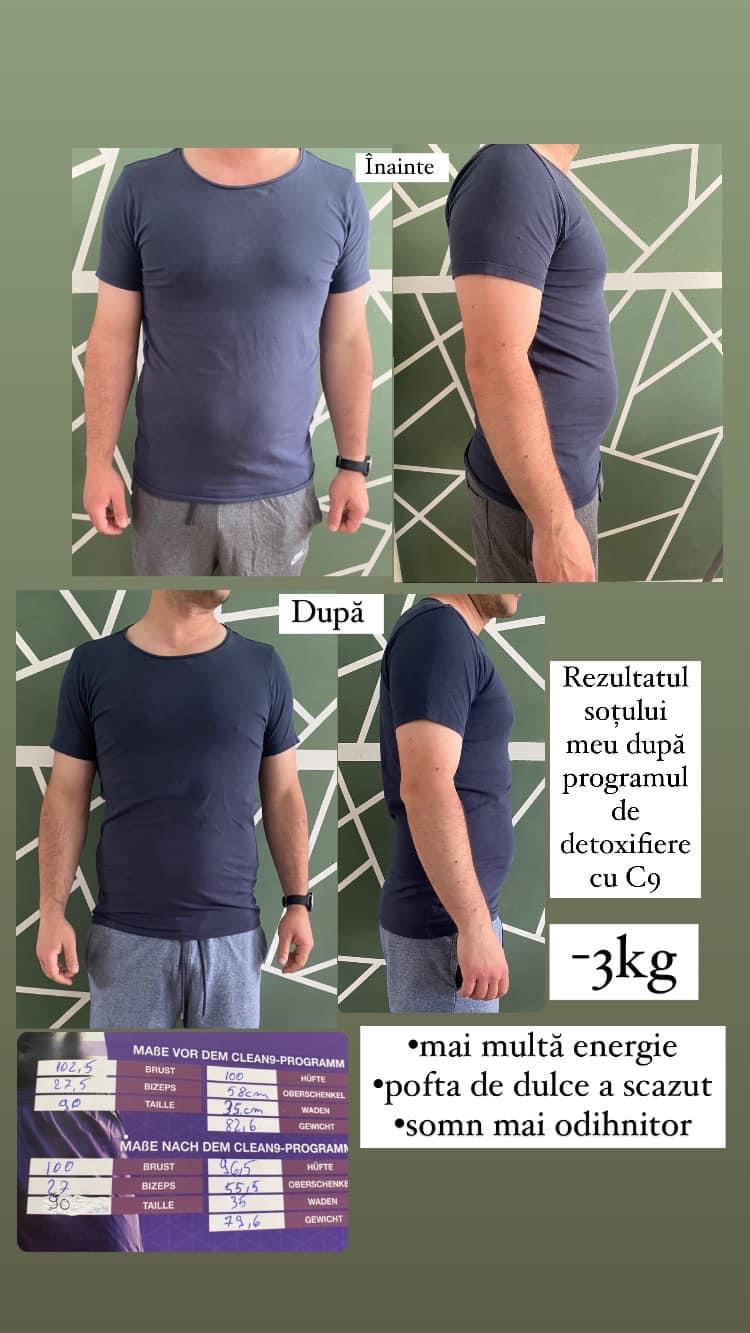 Înainte
După
Rezultatul
soțului
meu după
programul
de
detoxifiere
cu C9
-3kg
•mai multă energie
•pofta de dulce a scazut
•somn mai odihnitor
MAßE VOR DEM CLEAN9-PROGRAMM
102,5 BRUST 100 HÜFTE
27,5 BIZEPS 58cm OBERSCHENKEL
90 TAILLE 35.cm WADEN
82,6 GEWICHT
MAßE NACH DEM CLEAN9-PROGRAMM
100 BRUST 96,5 HÜFTE
27 BIZEPS 55,5 OBERSCHENKE
90 TAILLE 35 WADEN
79,6 GEWICHT